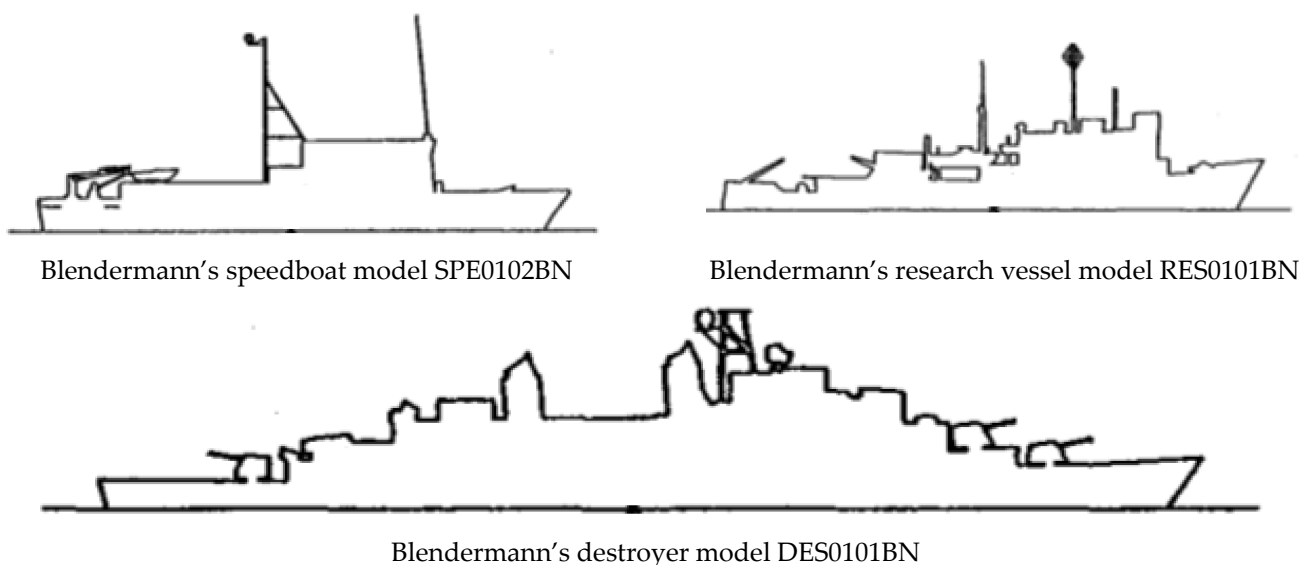 Blendermann's speedboat model SPE0102BN
Blendermann's research vessel model RES0101BN
Blendermann's destroyer model DES0101BN